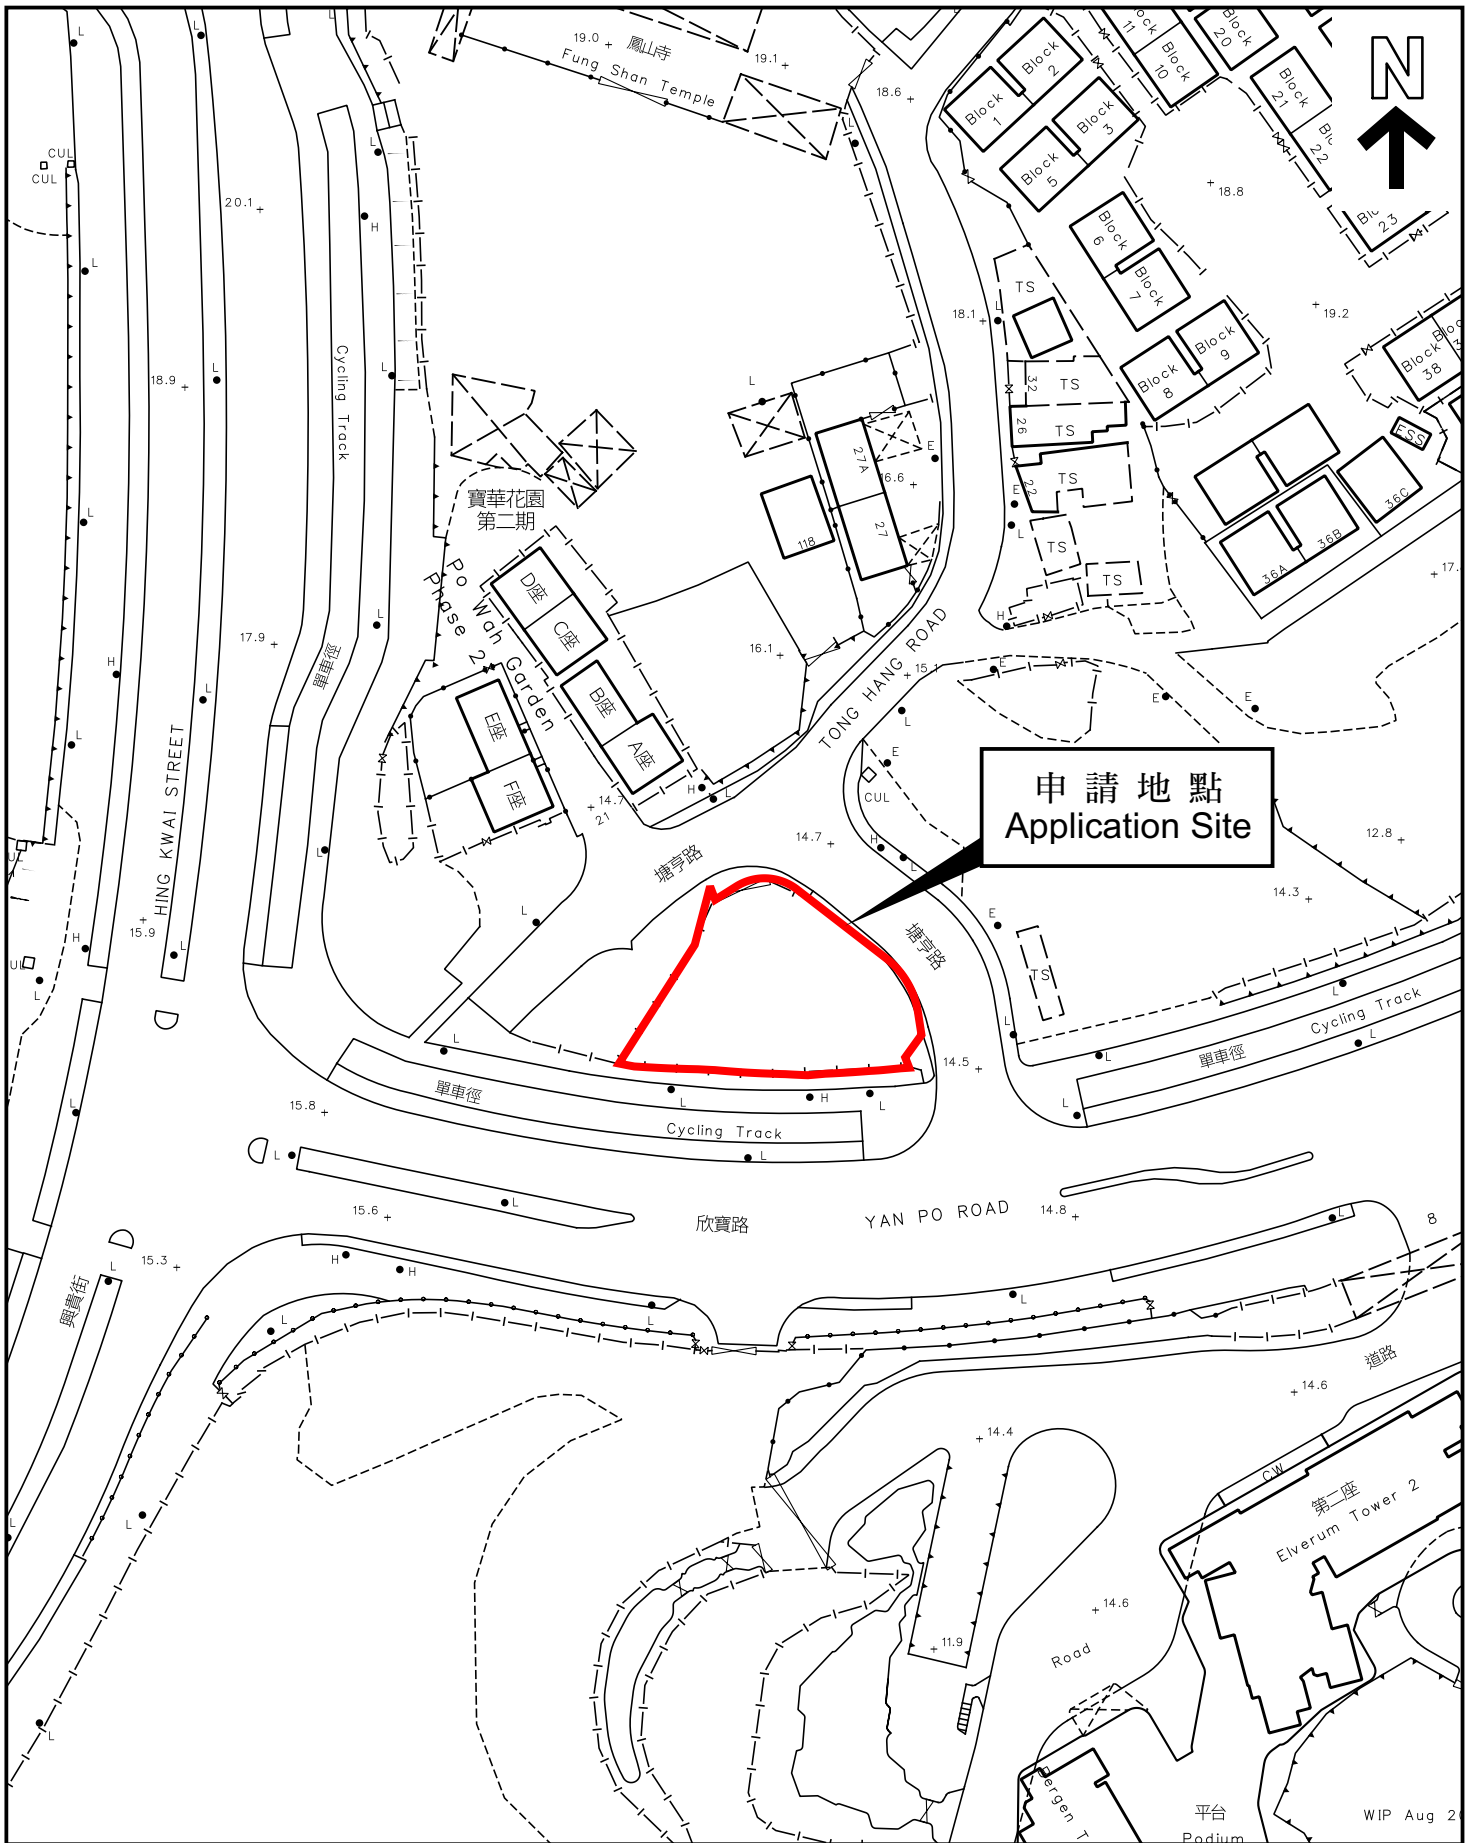 鳳山寺
Fung Shan Temple
19.0
19.1
18.6
Block 1
Block 2
Block 3
Block 5
Block 10
Block 20
Block 21
N
CUL
CUL
20.1
18.8
Block 6
Block 7
Block 8
Block 9
TS
18.1
19.2
Block 38
18.9
Cycling Track
32
TS
26
TS
22
TS
TS
TS
ESS
36A
36B
36C
27A
27
118
16.6
寶華花園
第二期
Po Wah Garden
Phase 2
D座
C座
B座
A座
E座
F座
17.9
單車徑
16.1
15.1
TONG HANG ROAD
HING KWAI STREET
14.7
21
CUL
14.7
塘亨路
申請地點
Application Site
12.8
14.3
15.9
塘亨路
TS
Cycling Track
單車徑
14.5
15.8
單車徑
Cycling Track
15.6
欣寶路
YAN PO ROAD
14.8
8
15.3
興貴街
道路
14.6
14.4
CW
第二座
Elverum Tower 2
14.6
11.9
Road
平台
Podium
WIP Aug